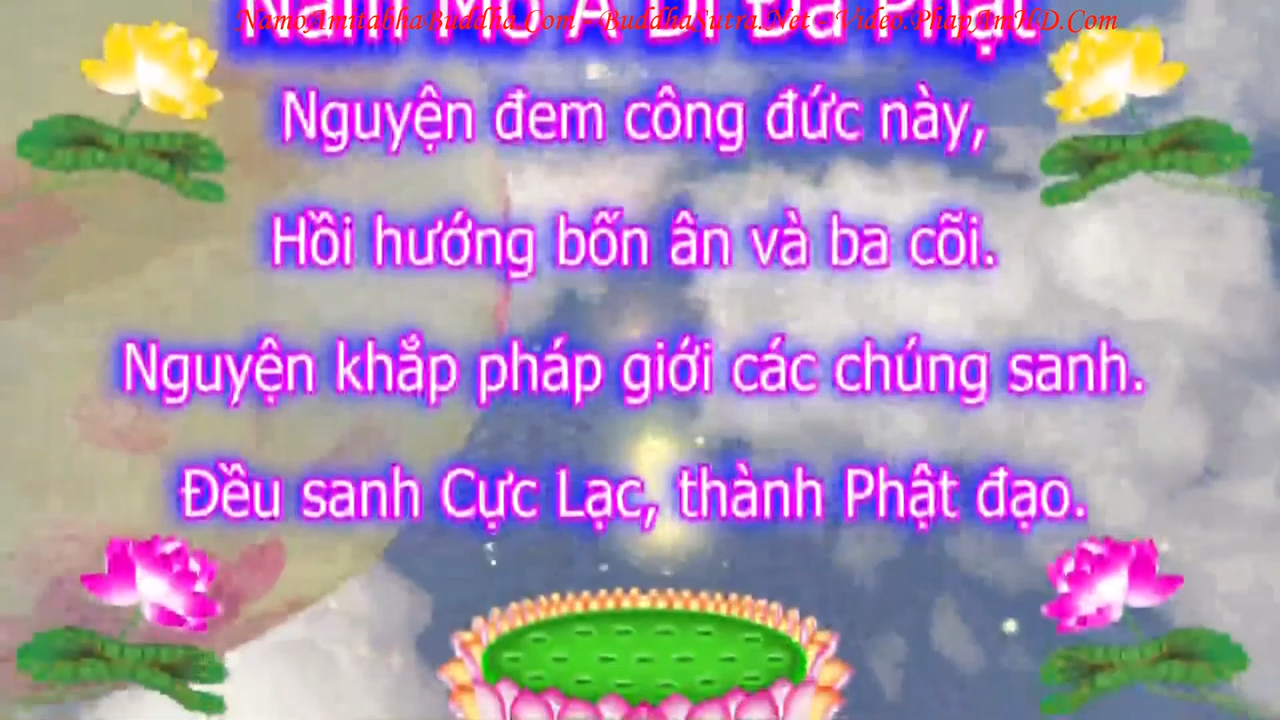 NamoAmitabhaBuddha.Com - BuddhaSutra.Net - Video.PhapAmHD.Com
Nam Mô A Di Đà Phật
Nguyện đem công đức này,
Hồi hướng bốn ân và ba cõi.
Nguyện khắp pháp giới các chúng sanh.
Đều sanh Cực Lạc, thành Phật đạo.